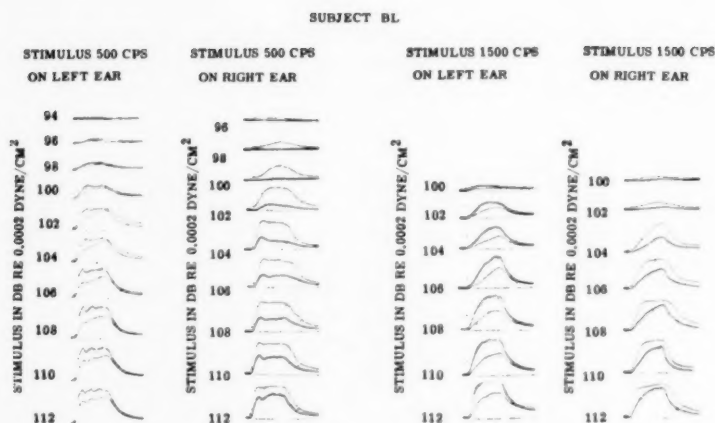 SUBJECT BL
STIMULUS 500 CPS
ON LEFT EAR
STIMULUS IN DB RE 0.0002 DYNE/CM²
94
96
98
100
102
104
106
108
110
112
STIMULUS 500 CPS
ON RIGHT EAR
STIMULUS IN DB RE 0.0002 DYNE/CM²
96
98
100
102
104
106
108
110
112
STIMULUS 1500 CPS
ON LEFT EAR
STIMULUS IN DB RE 0.0002 DYNE/CM²
100
102
104
106
108
110
112
STIMULUS 1500 CPS
ON RIGHT EAR
STIMULUS IN DB RE 0.0002 DYNE/CM²
100
102
104
106
108
110
112